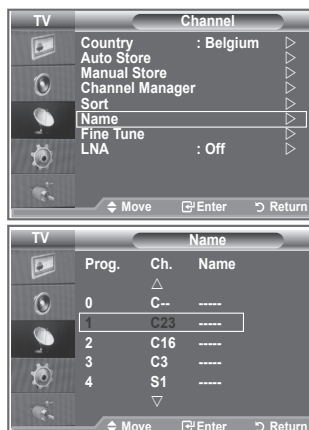 TV Channel
Country : Belgium
Auto Store
Manual Store
Channel Manager
Sort
Name
Fine Tune
LNA : Off
Move Enter Return
TV Name
Prog. Ch. Name
0 C-- -----
1 C23 -----
2 C16 -----
3 C3 -----
4 S1 -----
Move Enter Return